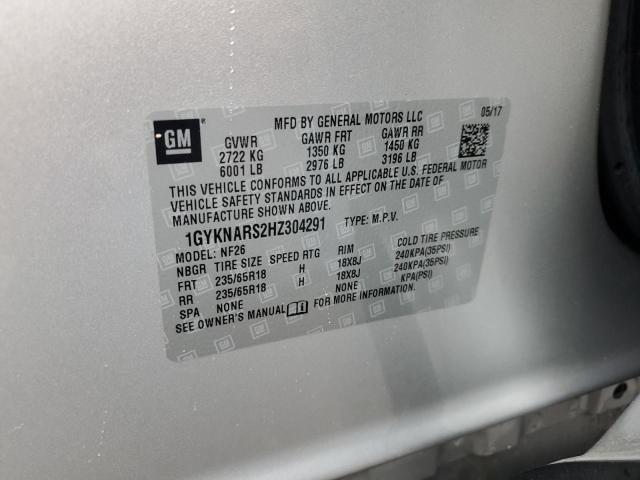 MFD BY GENERAL MOTORS LLC 05/17
GM
GVWR GAWR FRT GAWR RR
2722 KG 1350 KG 1450 KG
6001 LB 2976 LB 3196 LB
THIS VEHICLE CONFORMS TO ALL APPLICABLE U.S. FEDERAL MOTOR
VEHICLE SAFETY STANDARDS IN EFFECT ON THE DATE OF
MANUFACTURE SHOWN ABOVE.
1GYKNARS2HZ304291 TYPE: M.P.V.
MODEL: NF26
NBGR TIRE SIZE SPEED RTG RIM COLD TIRE PRESSURE
FRT 235/65R18 H 18X8J 240KPA(35PSI)
RR 235/65R18 H 18X8J 240KPA(35PSI)
SPA NONE NONE KPA(PSI)
SEE OWNER'S MANUAL FOR MORE INFORMATION.